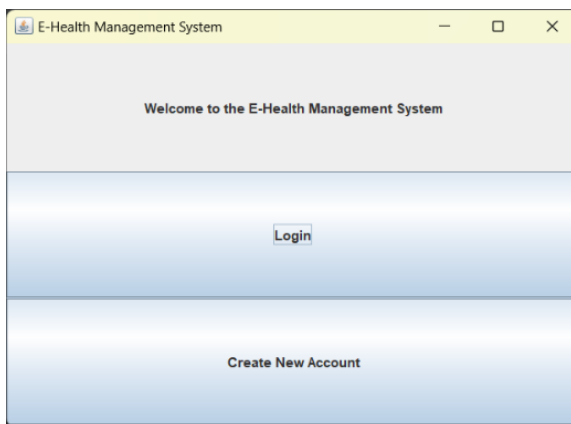 E-Health Management System
Welcome to the E-Health Management System
Login
Create New Account